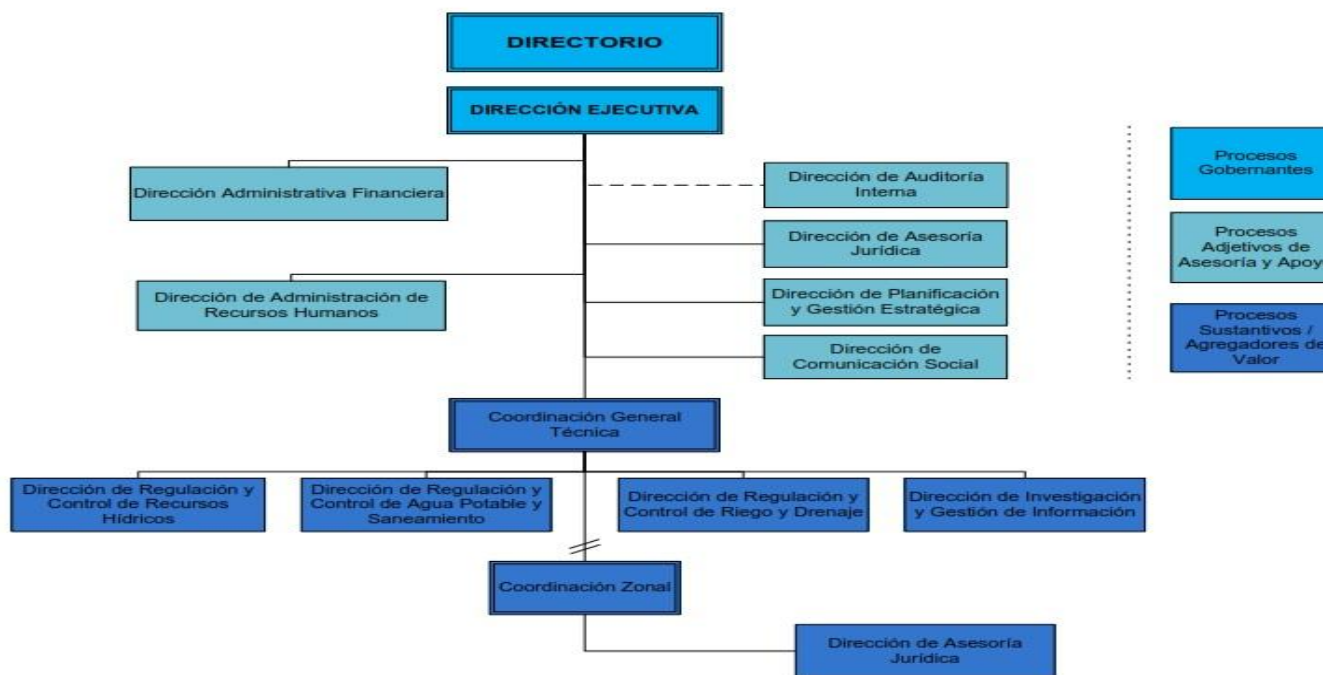 DIRECTORIO
DIRECCIÓN EJECUTIVA
Dirección Administrativa Financiera
Dirección de Administración de
Recursos Humanos
Dirección de Auditoría
Interna
Dirección de Asesoría
Jurídica
Dirección de Planificación
y Gestión Estratégica
Dirección de
Comunicación Social
Procesos
Gobernantes
Procesos
Adjetivos de
Asesoría y Apoy
Procesos
Sustantivos /
Agregadores de
Valor
Coordinación General
Técnica
Dirección de Regulación y
Control de Recursos
Hídricos
Dirección de Regulación y
Control de Agua Potable y
Saneamiento
Dirección de Regulación y
Control de Riego y Drenaje
Dirección de Investigación
y Gestión de Información
Coordinación Zonal
Dirección de Asesoría
Jurídica